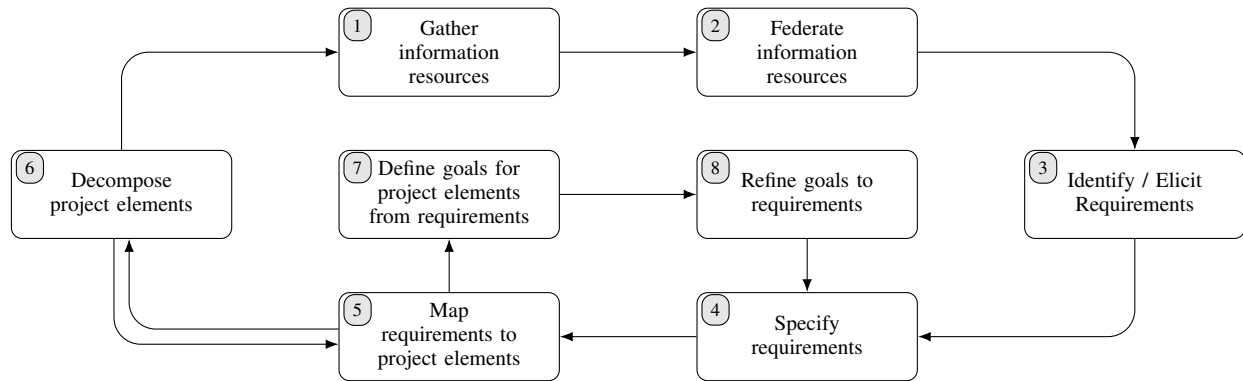 1
Gather
information
resources
2
Federate
information
resources
6
Decompose
project elements
7
Define goals for
project elements
from requirements
8
Refine goals to
requirements
3
Identify / Elicit
Requirements
5
Map
requirements to
project elements
4
Specify
requirements